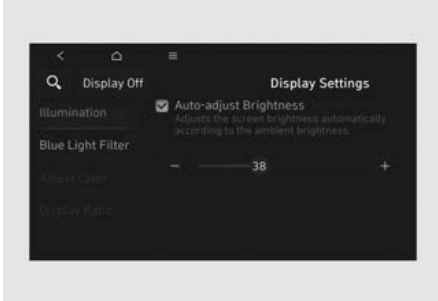 Display Off
Display Settings
Illumination
Auto-adjust Brightness
Adjusts the screen brightness automatically
according to the ambient brightness.
Blue Light Filter
38
Adjust Color
Display Ratio